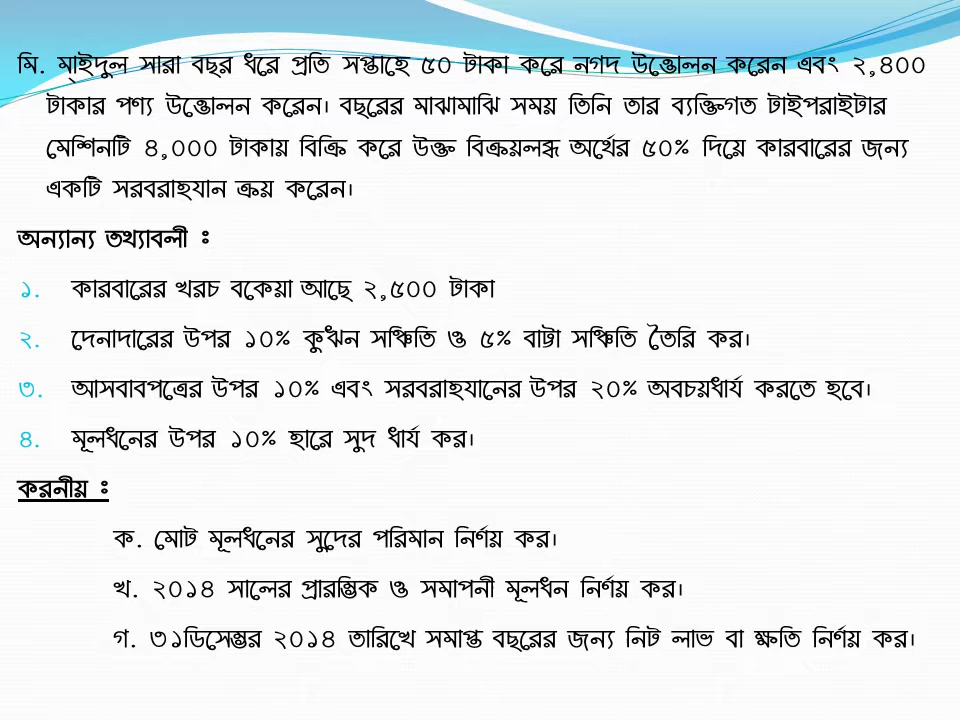 মি. মাইদুল সারা বছর ধরে প্রতি সপ্তাহে ৫০ টাকা করে নগদ উত্তোলন করেন এবং ২,৪০০
টাকার পণ্য উত্তোলন করেন। বছরের মাঝামাঝি সময় তিনি তার ব্যক্তিগত টাইপরাইটার
মেশিনটি ৪,০০০ টাকায় বিক্রি করে উক্ত বিক্রয়লব্ধ অর্থের ৫০% দিয়ে কারবারের জন্য
একটি সরবরাহযান ক্রয় করেন।
অন্যান্য তথ্যাবলী ঃ
১. কারবারের খরচ বকেয়া আছে ২,৫০০ টাকা
২. দেনাদারের উপর ১০% কুঋন সঞ্চিতি ও ৫% বাট্টা সঞ্চিতি তৈরি কর।
৩. আসবাবপত্রের উপর ১০% এবং সরবরাহযানের উপর ২০% অবচয়ধার্য করতে হবে।
৪. মূলধনের উপর ১০% হারে সুদ ধার্য কর।
করনীয় ঃ
ক. মোট মূলধনের সুদের পরিমান নির্ণয় কর।
খ. ২০১৪ সালের প্রারম্ভিক ও সমাপনী মূলধন নির্ণয় কর।
গ. ৩১ডিসেম্বর ২০১৪ তারিখে সমাপ্ত বছরের জন্য নিট লাভ বা ক্ষতি নির্ণয় কর।